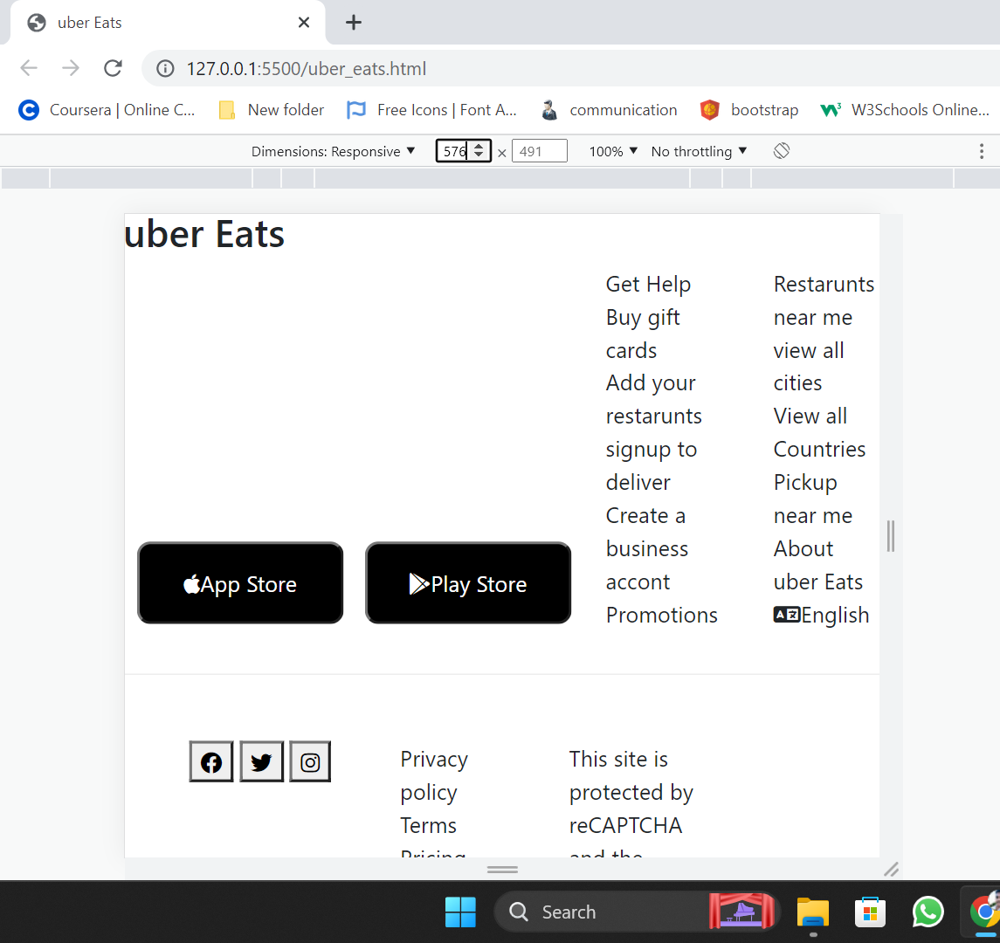 uber Eats
127.0.0.1:5500/uber_eats.html
Coursera | Online C... New folder Free Icons | Font A... communication bootstrap W3Schools Online...
Dimensions: Responsive ▼ 576 × 491 100% ▼ No throttling ▼
uber Eats
Get Help
Buy gift
cards
Add your
restarunts
signup to
deliver
Create a
business
accont
Promotions
Restarunts
near me
view all
cities
View all
Countries
Pickup
near me
About
uber Eats
English
App Store
Play Store
Privacy
policy
Terms
Pricing
This site is
protected by
reCAPTCHA
and the
Search